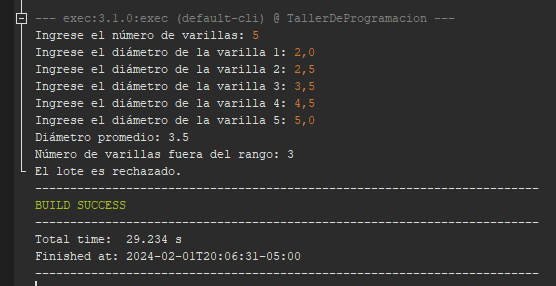 --- exec:3.1.0:exec (default-cli) @ TallerDeProgramacion ---
Ingrese el número de varillas: 5
Ingrese el diámetro de la varilla 1: 2,0
Ingrese el diámetro de la varilla 2: 2,5
Ingrese el diámetro de la varilla 3: 3,5
Ingrese el diámetro de la varilla 4: 4,5
Ingrese el diámetro de la varilla 5: 5,0
Diámetro promedio: 3.5
Número de varillas fuera del rango: 3
El lote es rechazado.
------------------------------------------------------------------------
BUILD SUCCESS
------------------------------------------------------------------------
Total time:  29.234 s
Finished at: 2024-02-01T20:06:31-05:00
------------------------------------------------------------------------